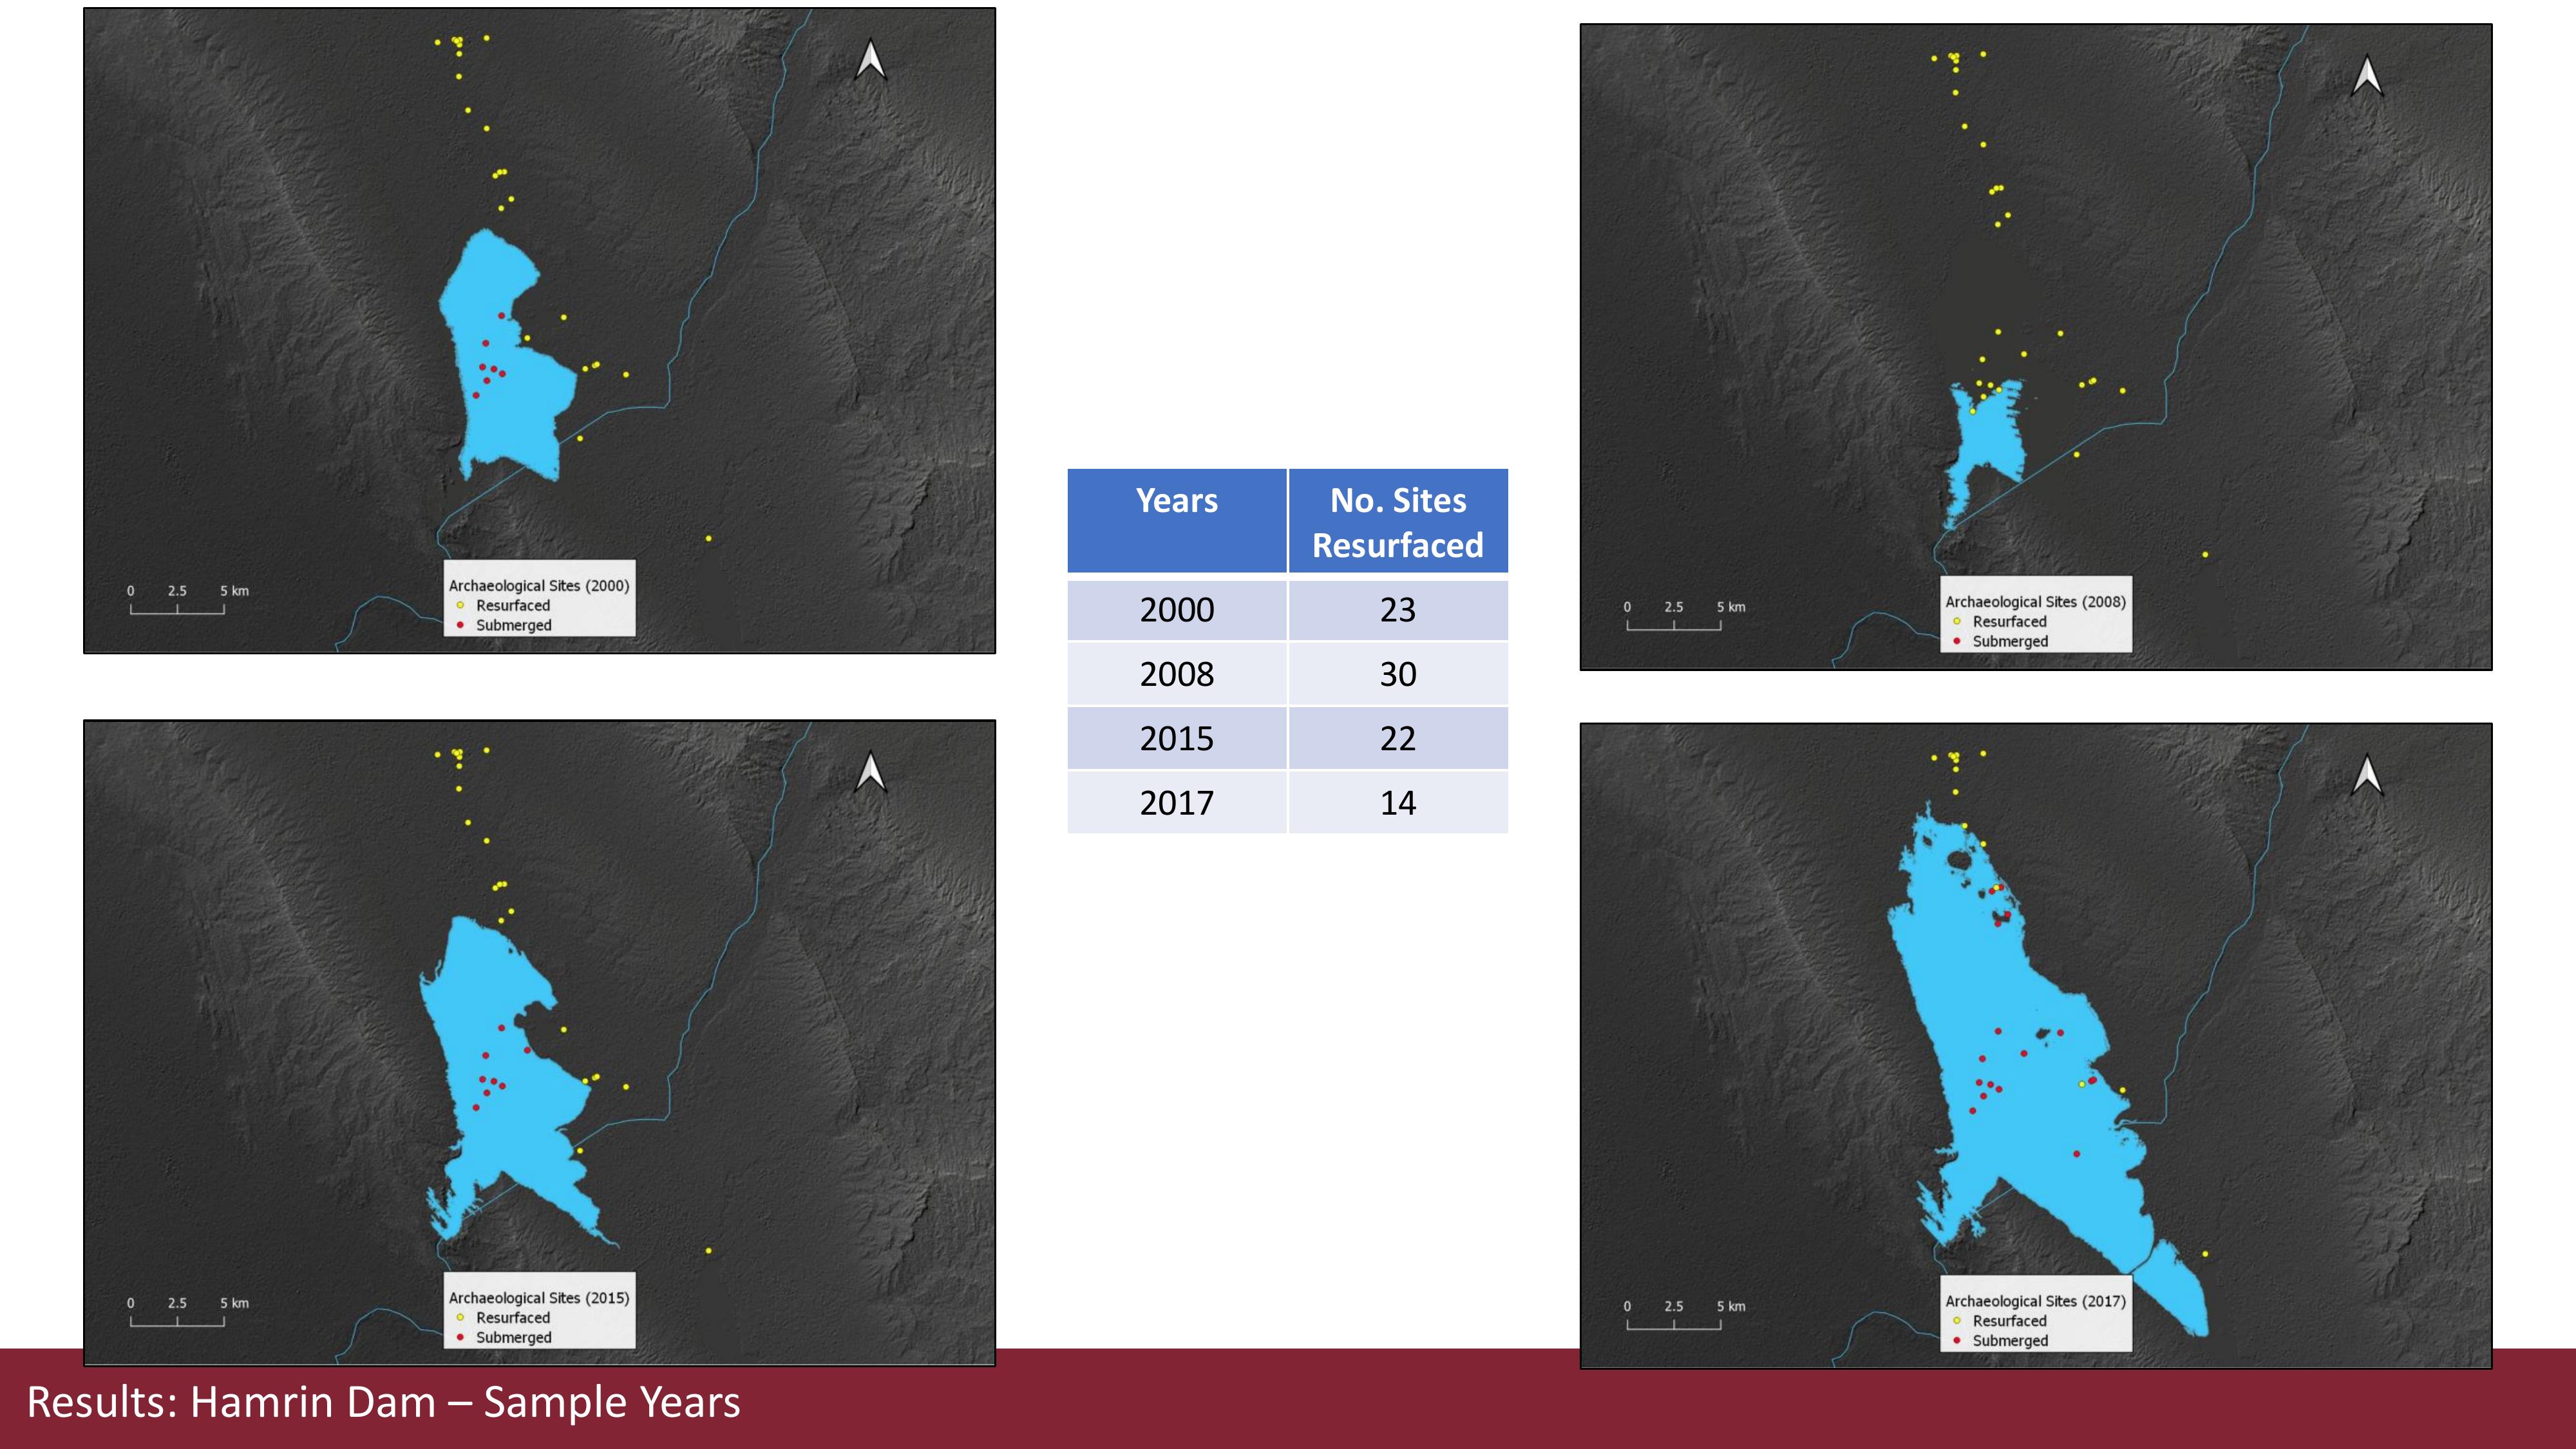 0 2.5 5 km
Archaeological Sites (2000)
Resurfaced
Submerged
0 2.5 5 km
Archaeological Sites (2008)
Resurfaced
Submerged
Years No. Sites
Resurfaced
2000 23
2008 30
2015 22
2017 14
0 2.5 5 km
Archaeological Sites (2015)
Resurfaced
Submerged
0 2.5 5 km
Archaeological Sites (2017)
Resurfaced
Submerged
Results: Hamrin Dam – Sample Years